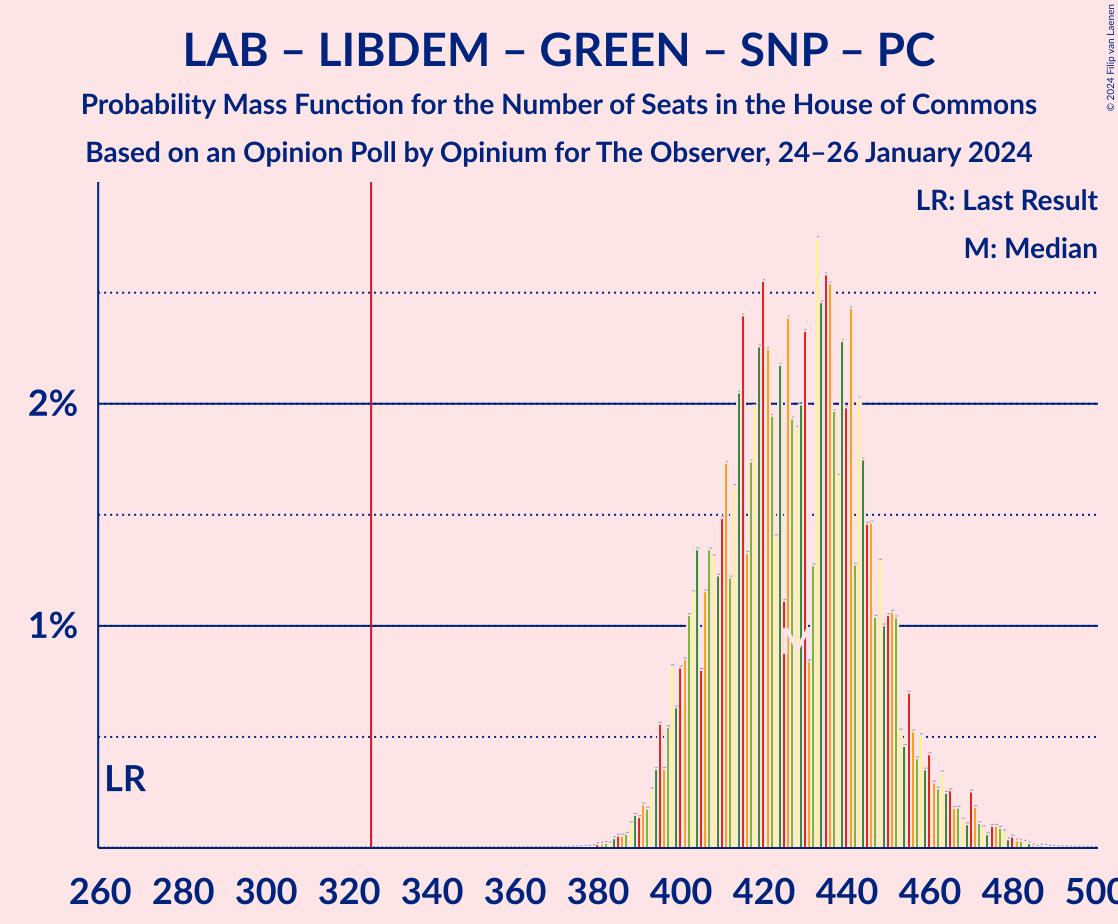 LAB – LIBDEM – GREEN – SNP – PC
Probability Mass Function for the Number of Seats in the House of Commons
Based on an Opinion Poll by Opinium for The Observer, 24–26 January 2024
© 2024 Filip van Laenen
LR: Last Result
M: Median
2%
1%
LR
M
260 280 300 320 340 360 380 400 420 440 460 480 500